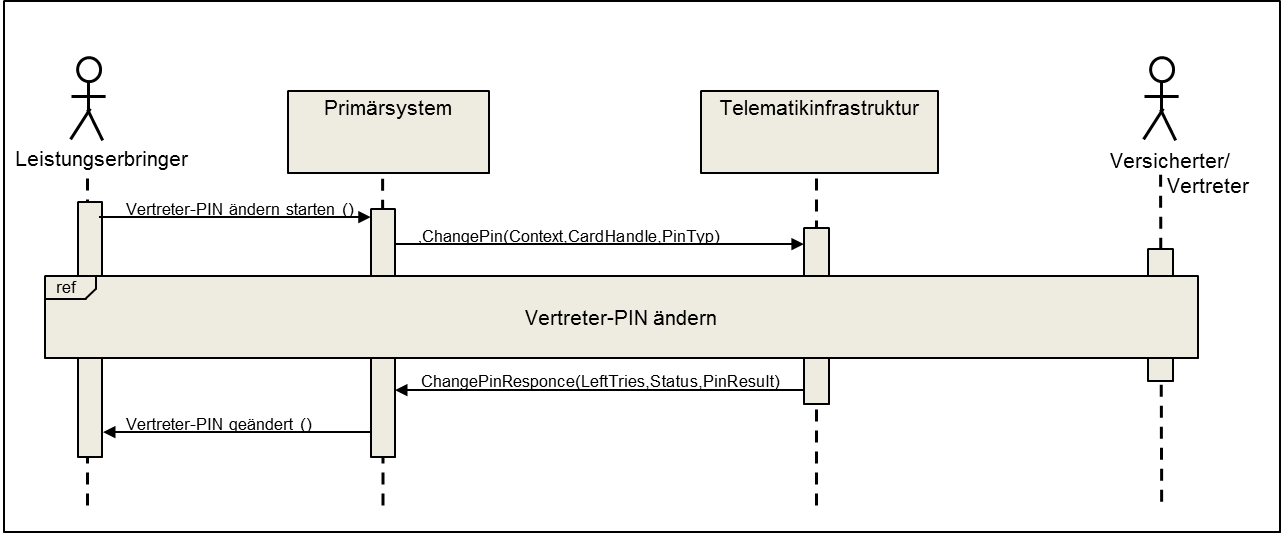 Primärsystem
Telematikinfrastruktur
Leistungserbringer
Versicherter/
Vertreter
Vertreter-PIN ändern starten ()
.ChangePin(Context,CardHandle,PinTyp)
ref
Vertreter-PIN ändern
ChangePinResponce(LeftTries,Status,PinResult)
Vertreter-PIN geändert ()